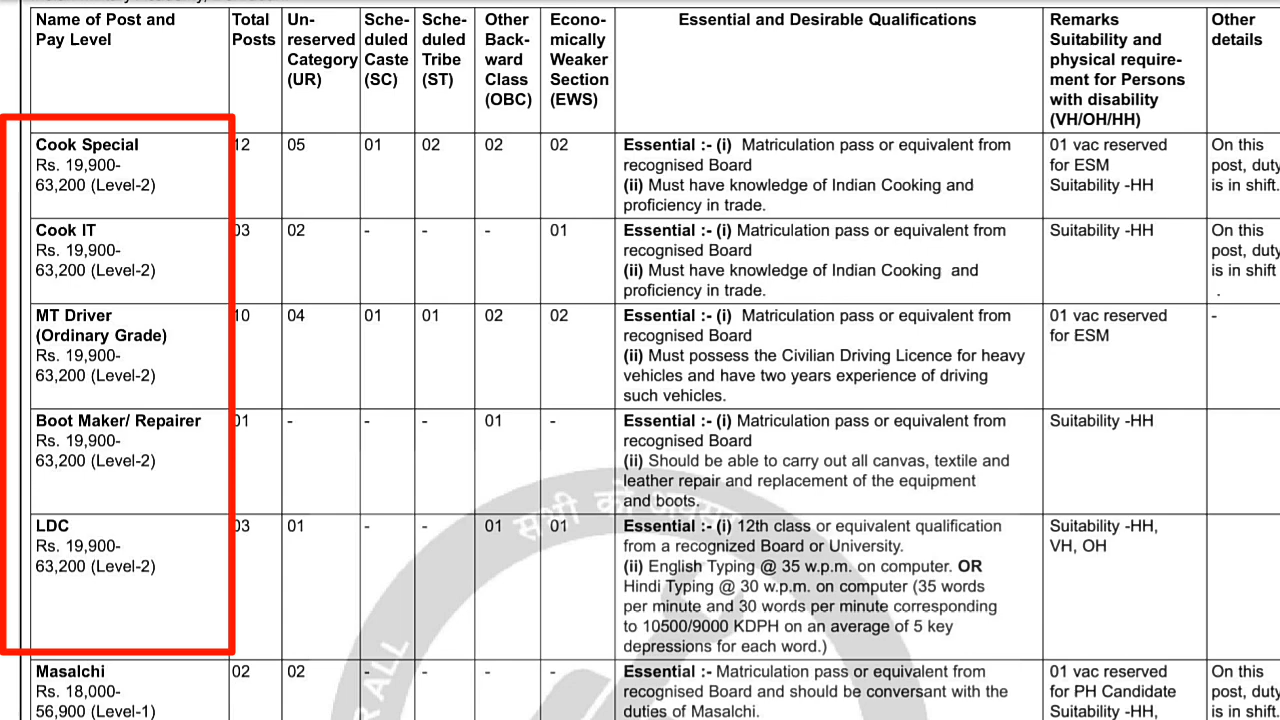 Name of Post and Pay Level | Total Posts | Un-reserved Category (UR) | Sche-duled Caste (SC) | Sche-duled Tribe (ST) | Other Back-ward Class (OBC) | Econo-mically Weaker Section (EWS) | Essential and Desirable Qualifications | Remarks Suitability and physical require-ment for Persons with disability (VH/OH/HH) | Other details
Cook Special 12 05 01 02 02 02 Essential :- (i) Matriculation pass or equivalent from 01 vac reserved On this
Rs. 19,900- recognised Board for ESM post, duty
63,200 (Level-2) (ii) Must have knowledge of Indian Cooking and Suitability -HH is in shift.
proficiency in trade.
Cook IT 03 02 - - - 01 Essential :- (i) Matriculation pass or equivalent from Suitability -HH On this
Rs. 19,900- recognised Board post, duty
63,200 (Level-2) (ii) Must have knowledge of Indian Cooking and is in shift
proficiency in trade. .
MT Driver 10 04 01 01 02 02 Essential :- (i) Matriculation pass or equivalent from 01 vac reserved -
(Ordinary Grade) recognised Board for ESM
Rs. 19,900- (ii) Must possess the Civilian Driving Licence for heavy
63,200 (Level-2) vehicles and have two years experience of driving
such vehicles.
Boot Maker/ Repairer 01 - - - 01 - Essential :- (i) Matriculation pass or equivalent from Suitability -HH
Rs. 19,900- recognised Board
63,200 (Level-2) (ii) Should be able to carry out all canvas, textile and
leather repair and replacement of the equipment
and boots.
सभी को
LDC 03 01 - - 01 01 Essential :- (i) 12th class or equivalent qualification Suitability -HH,
Rs. 19,900- from a recognized Board or University. VH, OH
63,200 (Level-2) (ii) English Typing @ 35 w.p.m. on computer. OR
Hindi Typing @ 30 w.p.m. on computer (35 words
per minute and 30 words per minute corresponding
to 10500/9000 KDPH on an average of 5 key
depressions for each word.)
R ALL
Masalchi 02 02 - - - - Essential :- Matriculation pass or equivalent from 01 vac reserved On this
Rs. 18,000- recognised Board and should be conversant with the for PH Candidate post, duty
56,900 (Level-1) duties of Masalchi. Suitability -HH, is in shift.